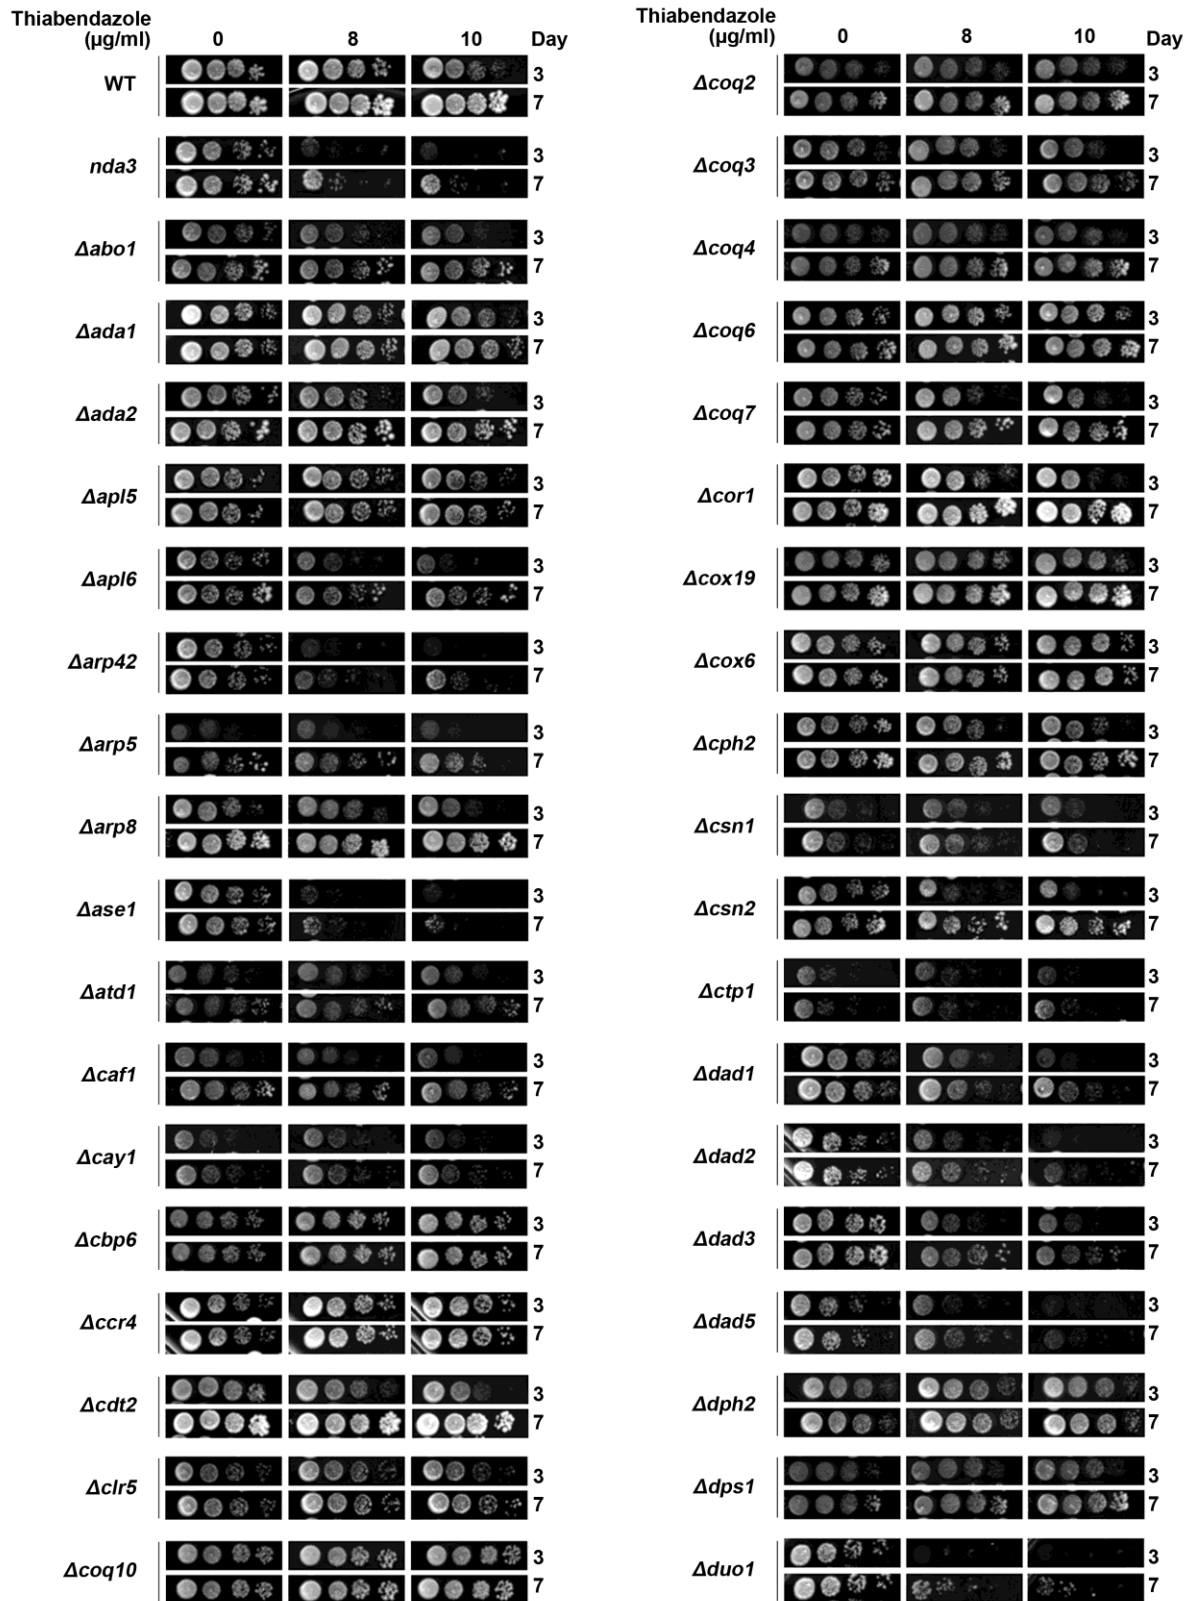 Thiabendazole
(µg/ml) 0 8 10 Day
WT 3
7
nda3 3
7
Δabo1 3
7
Δada1 3
7
Δada2 3
7
Δapl5 3
7
Δapl6 3
7
Δarp42 3
7
Δarp5 3
7
Δarp8 3
7
Δase1 3
7
Δatd1 3
7
Δcaf1 3
7
Δcay1 3
7
Δcbp6 3
7
Δccr4 3
7
Δcdt2 3
7
Δclr5 3
7
Δcoq10 3
7
Thiabendazole
(µg/ml) 0 8 10 Day
Δcoq2 3
7
Δcoq3 3
7
Δcoq4 3
7
Δcoq6 3
7
Δcoq7 3
7
Δcor1 3
7
Δcox19 3
7
Δcox6 3
7
Δcph2 3
7
Δcsn1 3
7
Δcsn2 3
7
Δctp1 3
7
Δdad1 3
7
Δdad2 3
7
Δdad3 3
7
Δdad5 3
7
Δdph2 3
7
Δdps1 3
7
Δduo1 3
7